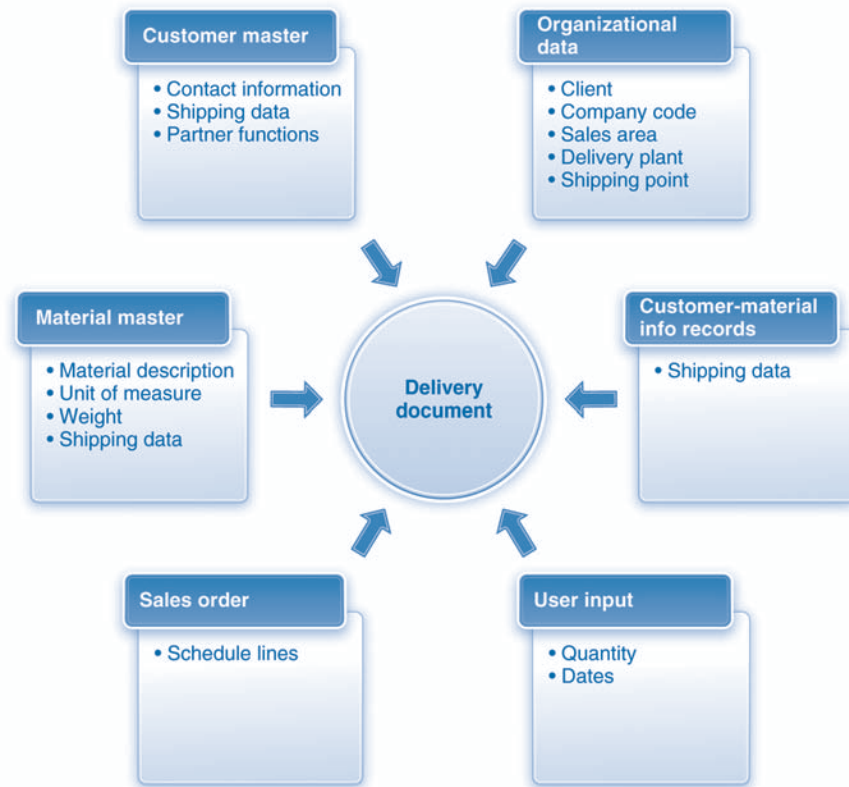 Customer master
• Contact information
• Shipping data
• Partner functions
Organizational
data
• Client
• Company code
• Sales area
• Delivery plant
• Shipping point
Material master
• Material description
• Unit of measure
• Weight
• Shipping data
Delivery
document
Customer-material
info records
• Shipping data
Sales order
• Schedule lines
User input
• Quantity
• Dates